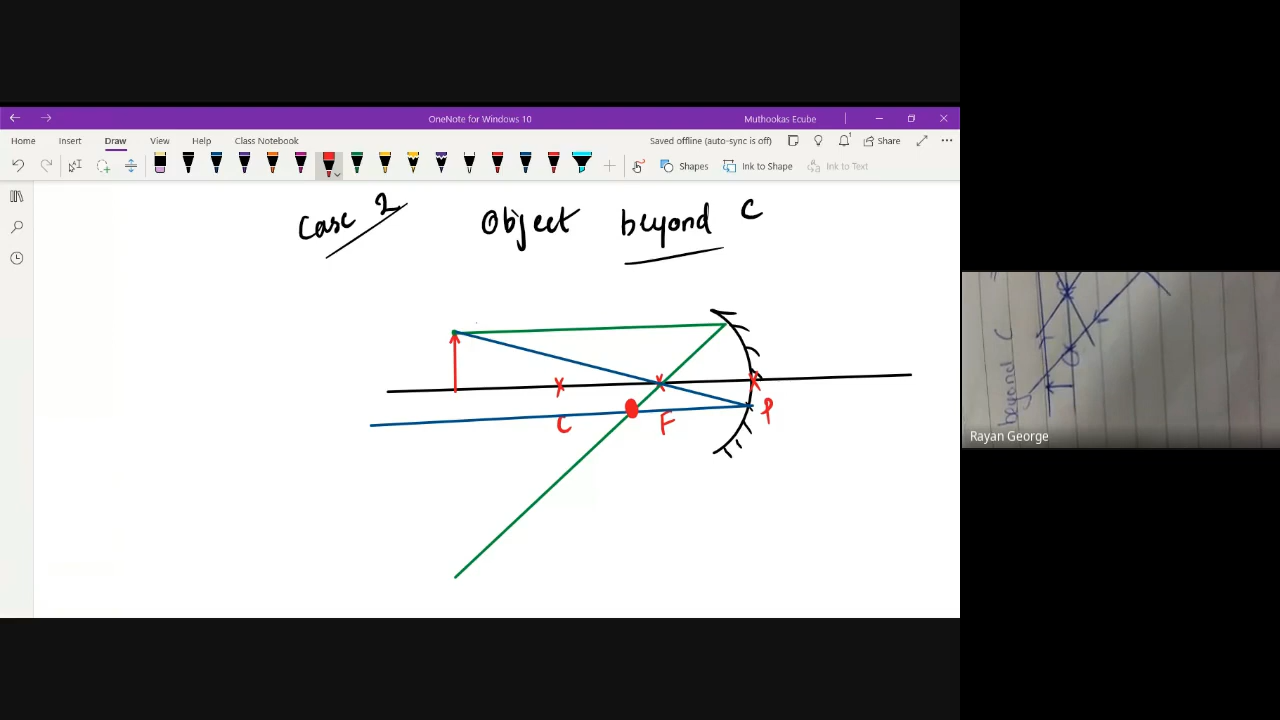 OneNote for Windows 10
Muthookas Ecube
Home Insert Draw View Help Class Notebook
Saved offline (auto-sync is off)
Share
Shapes
Ink to Shape
Ink to Text
Case 2 Object beyond C
C F P
beyond C
Rayan George